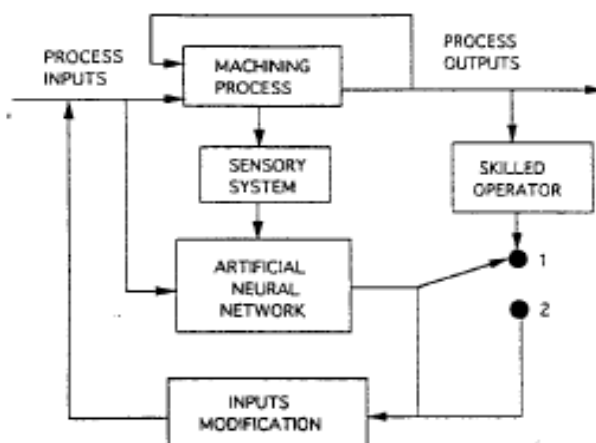 PROCESS
INPUTS
MACHINING
PROCESS
PROCESS
OUTPUTS
SENSORY
SYSTEM
SKILLED
OPERATOR
ARTIFICIAL
NEURAL
NETWORK
1
2
INPUTS
MODIFICATION